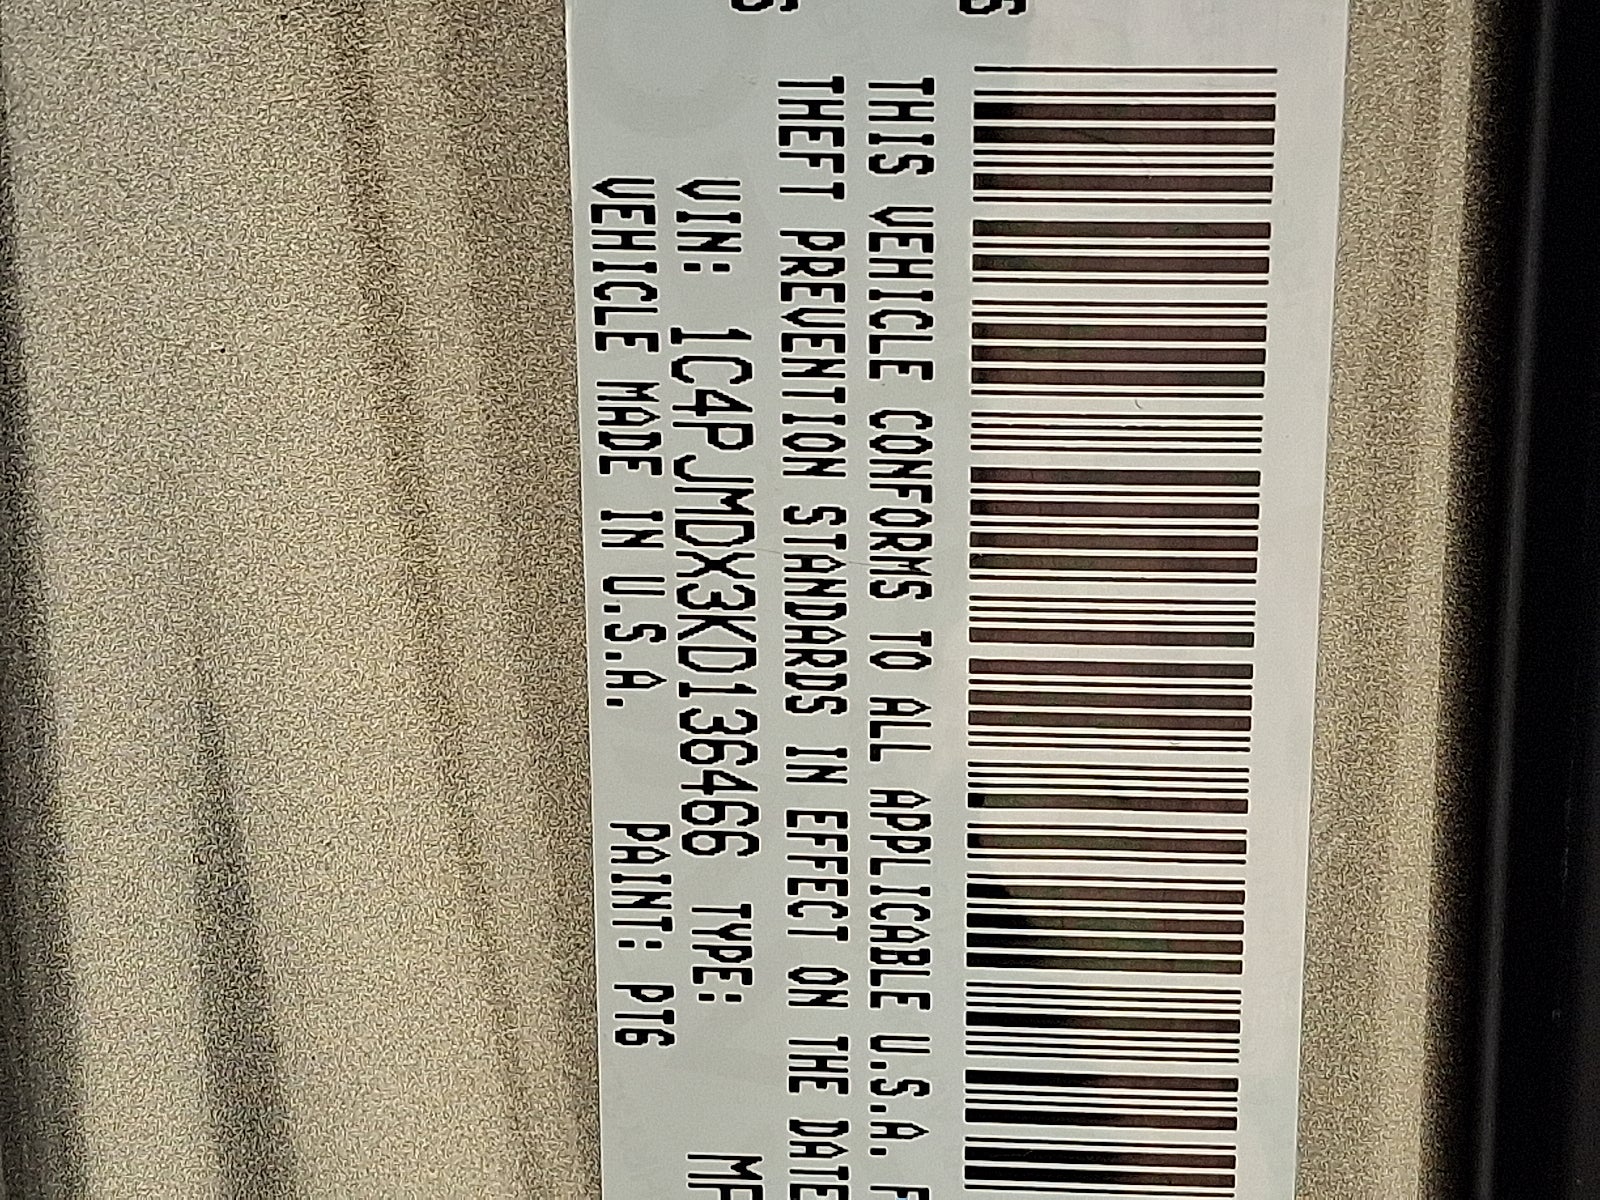 THIS VEHICLE CONFORMS TO ALL APPLICABLE U.S.A. F
THEFT PREVENTION STANDARDS IN EFFECT ON THE DATE
VIN: 1C4PJMDX3KD136466 TYPE: MP
VEHICLE MADE IN U.S.A. PAINT: PT6